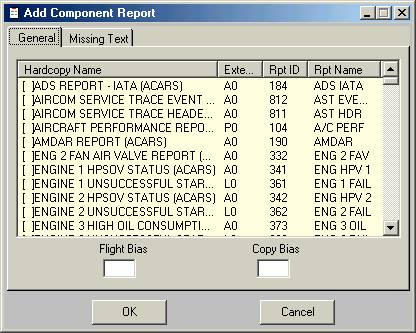 Add Component Report
General Missing Text
Hardcopy Name Exte... Rpt ID Rpt Name
[ ]ADS REPORT - IATA (ACARS) A0 184 ADS IATA
[ ]AIRCOM SERVICE TRACE EVENT ... A0 812 AST EVE...
[ ]AIRCOM SERVICE TRACE HEADE... A0 811 AST HDR
[ ]AIRCRAFT PERFORMANCE REPO... P0 104 A/C PERF
[ ]AMDAR REPORT (ACARS) A0 190 AMDAR
[ ]ENG 2 FAN AIR VALVE REPORT (... A0 332 ENG 2 FAV
[ ]ENGINE 1 HPSOV STATUS (ACARS) A0 341 ENG HPV 1
[ ]ENGINE 1 UNSUCCESSFUL STAR... L0 361 ENG 1 FAIL
[ ]ENGINE 2 HPSOV STATUS (ACARS) A0 342 ENG HPV 2
[ ]ENGINE 2 UNSUCCESSFUL STAR... L0 362 ENG 2 FAIL
[ ]ENGINE 3 HIGH OIL CONSUMPTI... A0 373 ENG 3 OIL
Flight Bias Copy Bias
OK Cancel